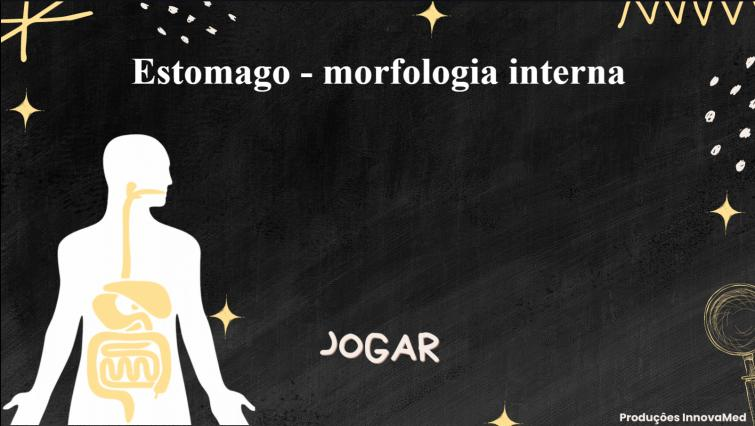 Estomago - morfologia interna
JOGAR
Produções InnovaMed